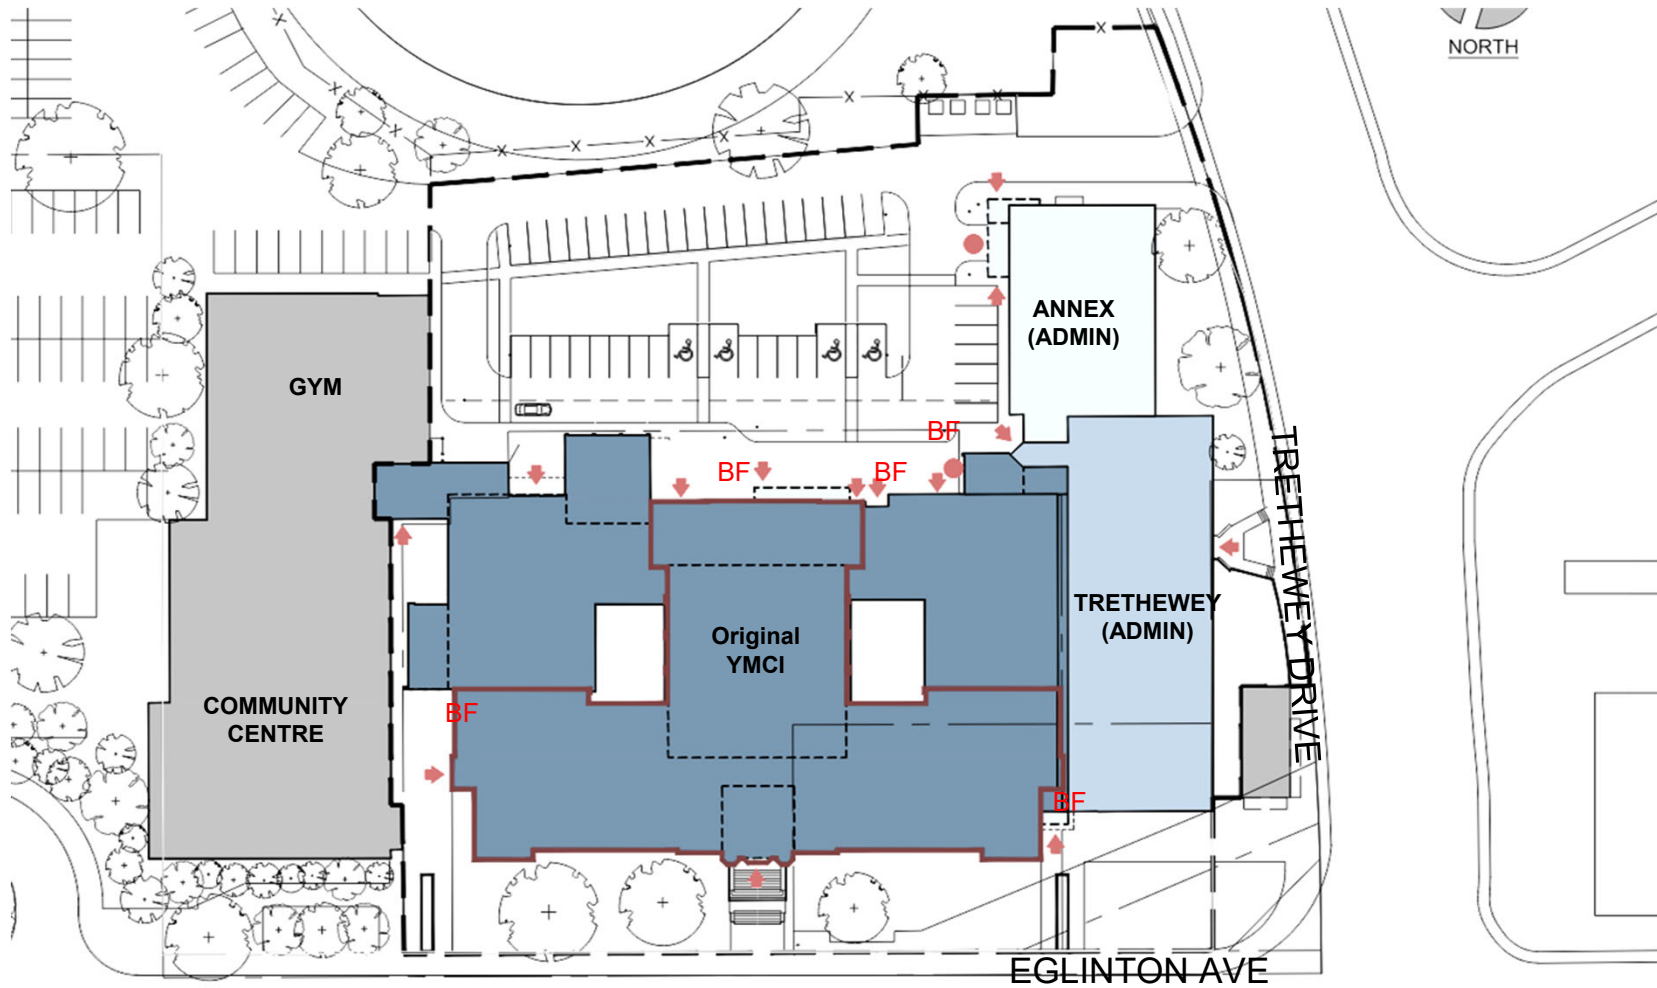 NORTH
ANNEX
(ADMIN)
GYM
BF
BF
BF
TRETHEWEY DRIVE
TRETHEWEY
(ADMIN)
Original
YMCI
COMMUNITY
CENTRE
BF
BF
EGLINTON AVE